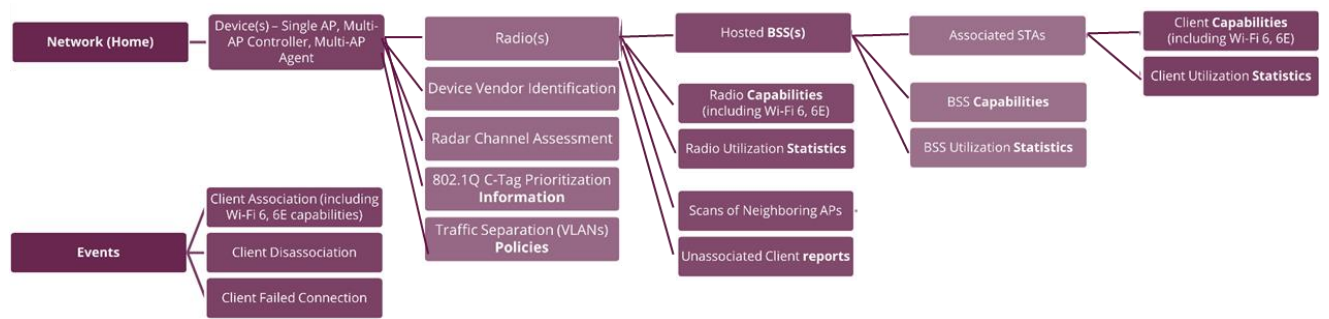 Network (Home)
Device(s) – Single AP, Multi-
AP Controller, Multi-AP
Agent
Radio(s)
Device Vendor Identification
Radar Channel Assessment
802.1Q C-Tag Prioritization
Information
Traffic Separation (VLANs)
Policies
Hosted BSS(s)
Radio Capabilities
(including Wi-Fi 6, 6E)
Radio Utilization Statistics
Scans of Neighboring APs
Unassociated Client reports
Associated STAs
BSS Capabilities
BSS Utilization Statistics
Client Capabilities
(including Wi-Fi 6, 6E)
Client Utilization Statistics
Events
Client Association (including
Wi-Fi 6, 6E capabilities)
Client Disassociation
Client Failed Connection